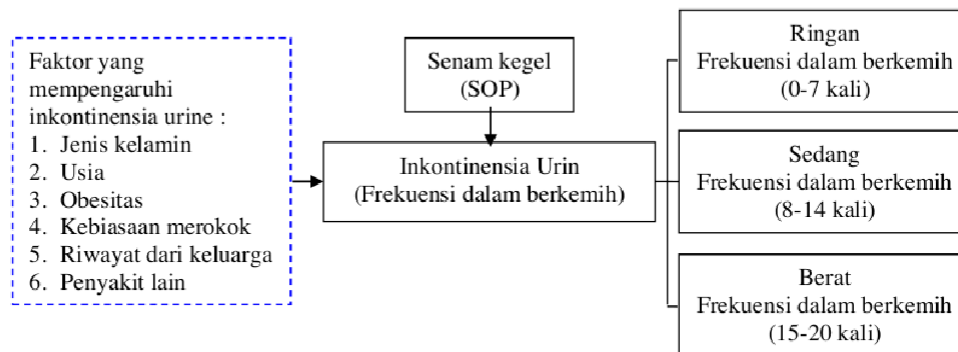 Faktor yang
mempengaruhi
inkontinensia urine :
1. Jenis kelamin
2. Usia
3. Obesitas
4. Kebiasaan merokok
5. Riwayat dari keluarga
6. Penyakit lain
Senam kegel
(SOP)
Inkontinensia Urin
(Frekuensi dalam berkemih)
Ringan
Frekuensi dalam berkemih
(0-7 kali)
Sedang
Frekuensi dalam berkemih
(8-14 kali)
Berat
Frekuensi dalam berkemih
(15-20 kali)